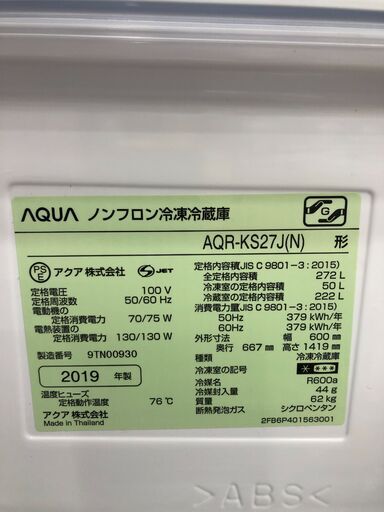 AQUA ノンフロン冷凍冷蔵庫
G
AQR-KS27J(N) 形
PS E アクア 株式会社 JET
定格電圧 100 V
定格周波数 50/60 Hz
電動機の
定格消費電力 70/75 W
電熱装置の
定格消費電力 130/130 W
製造番号 9TN00930
2019 年製
温度ヒューズ
定格動作温度 76℃
アクア 株式会社
Made in Thailand
定格内容積(JIS C 9801-3 : 2015)
全定格内容積 272 L
冷凍室の定格内容積 50 L
冷蔵室の定格内容積 222 L
消費電力量(JIS C 9801-3 : 2015)
50Hz 379 kWh/年
60Hz 379 kWh/年
外形寸法 幅 600 mm
奥行 667 mm 高さ 1419 mm
種類 冷凍冷蔵庫
冷凍室の記号 ****
冷媒名 R600a
冷媒封入量 44 g
質量 62 kg
断熱発泡ガス シクロペンタン
2FB6P401563001
>ABS<